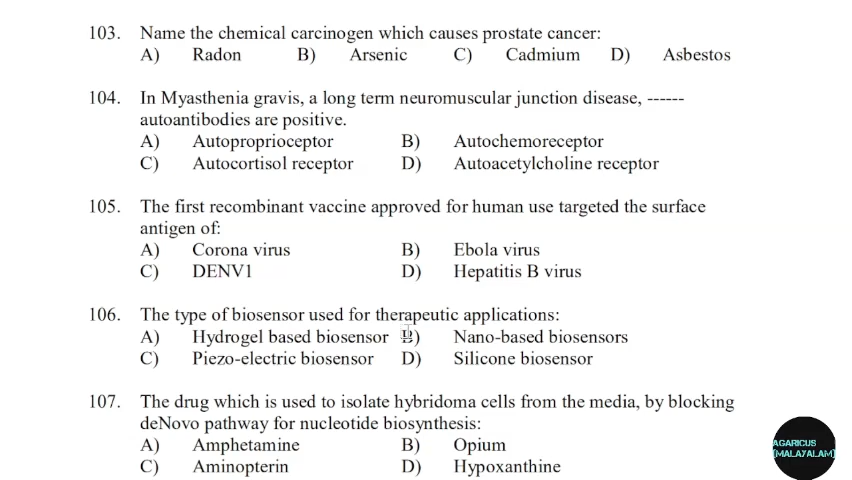 103. Name the chemical carcinogen which causes prostate cancer:
A) Radon B) Arsenic C) Cadmium D) Asbestos
104. In Myasthenia gravis, a long term neuromuscular junction disease, ------
autoantibodies are positive.
A) Autoproprioceptor B) Autochemoreceptor
C) Autocortisol receptor D) Autoacetylcholine receptor
105. The first recombinant vaccine approved for human use targeted the surface
antigen of:
A) Corona virus B) Ebola virus
C) DENV1 D) Hepatitis B virus
106. The type of biosensor used for therapeutic applications:
A) Hydrogel based biosensor B) Nano-based biosensors
C) Piezo-electric biosensor D) Silicone biosensor
107. The drug which is used to isolate hybridoma cells from the media, by blocking
deNovo pathway for nucleotide biosynthesis:
A) Amphetamine B) Opium
C) Aminopterin D) Hypoxanthine
AGARICUS
(MALAYALAM)